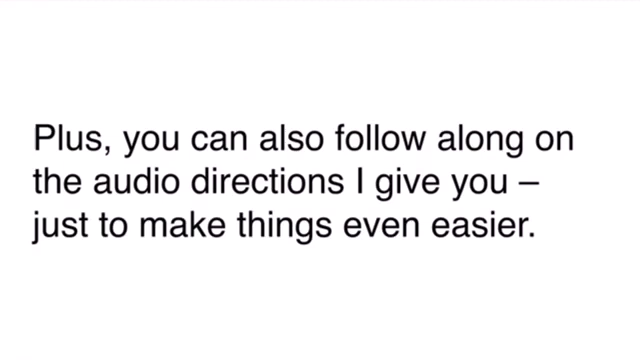 Plus, you can also follow along on
the audio directions I give you –
just to make things even easier.